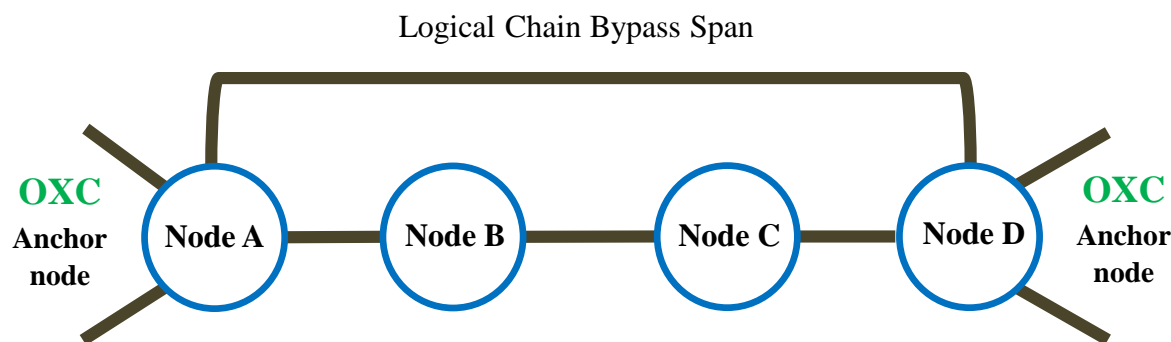 Logical Chain Bypass Span
OXC
Anchor
node
Node A
Node B
Node C
Node D
OXC
Anchor
node